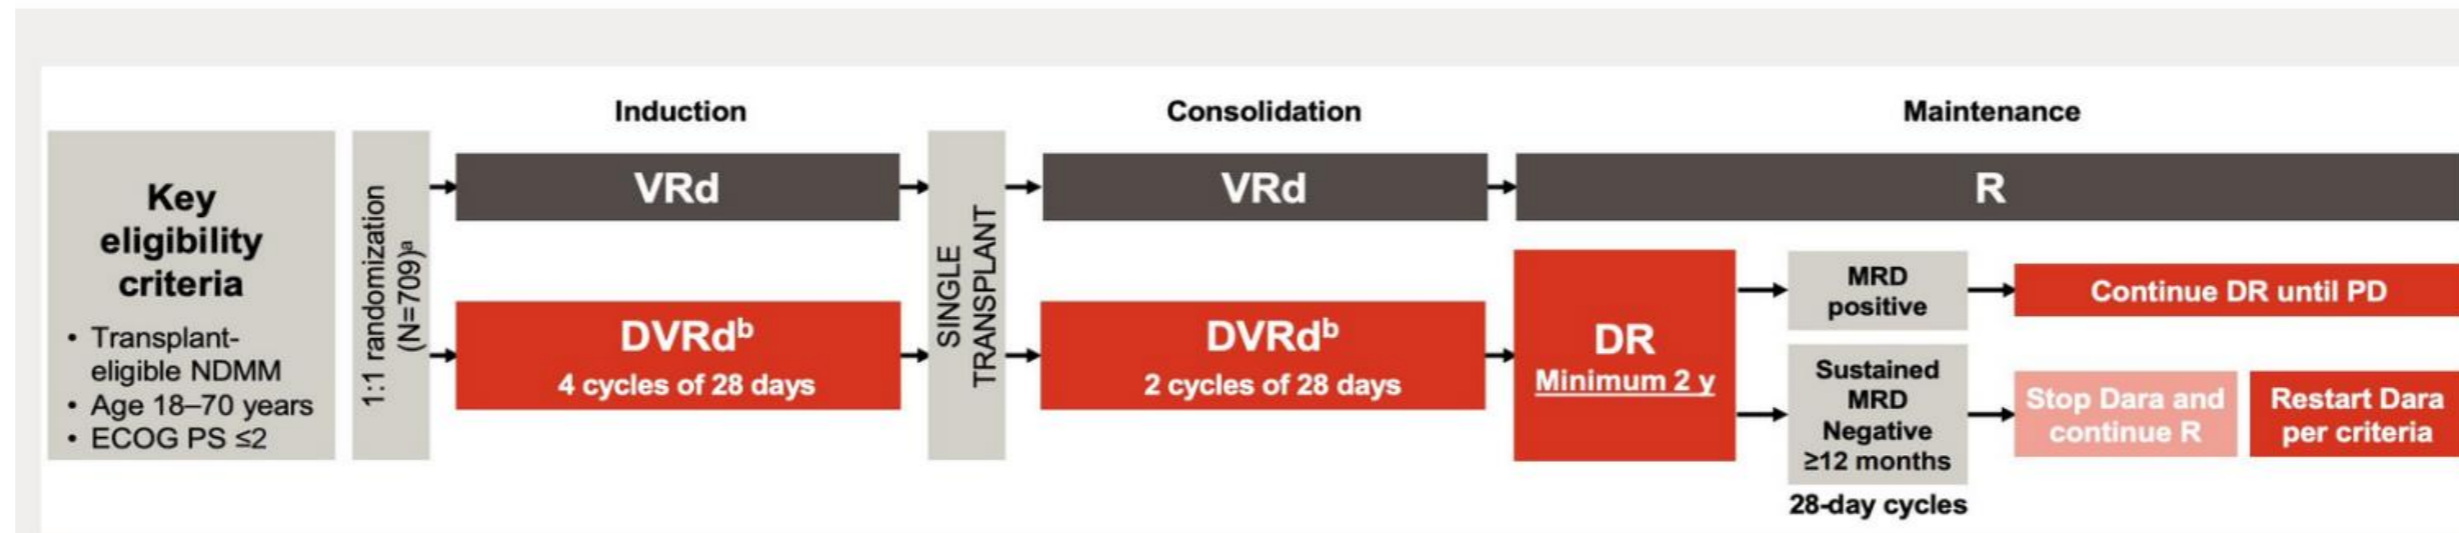 Induction
Consolidation
Maintenance
Key
eligibility
criteria
• Transplant-
eligible NDMM
• Age 18–70 years
• ECOG PS ≤2
1:1 randomization
(N=709)ᵃ
VRd
DVRdᵇ
4 cycles of 28 days
SINGLE
TRANSPLANT
VRd
DVRdᵇ
2 cycles of 28 days
R
DR
Minimum 2 y
MRD
positive
Continue DR until PD
Sustained
MRD
Negative
≥12 months
Stop Dara and
continue R
Restart Dara
per criteria
28-day cycles